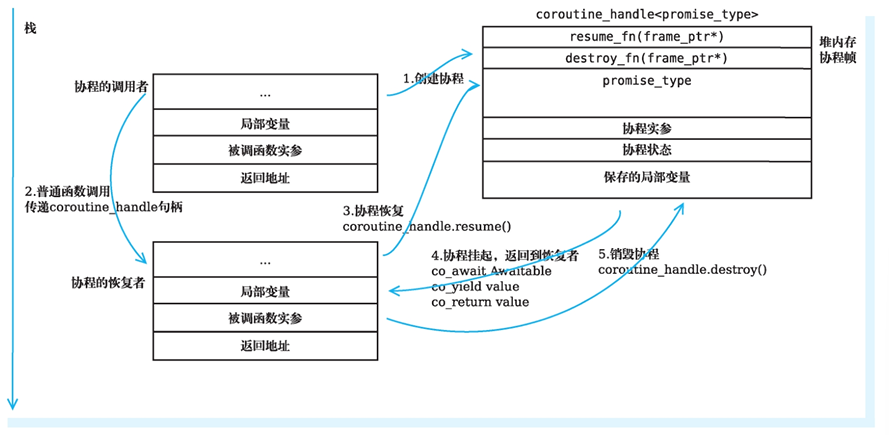 栈
coroutine_handle<promise_type>
resume_fn(frame_ptr*)
destroy_fn(frame_ptr*)
promise_type
协程实参
协程状态
保存的局部变量
堆内存
协程帧
1.创建协程
协程的调用者
...
局部变量
被调函数实参
返回地址
2.普通函数调用
传递coroutine_handle句柄
3.协程恢复
coroutine_handle.resume()
协程的恢复者
...
局部变量
被调函数实参
返回地址
4.协程挂起，返回到恢复者
co_await Awaitable
co_yield value
co_return value
5.销毁协程
coroutine_handle.destroy()